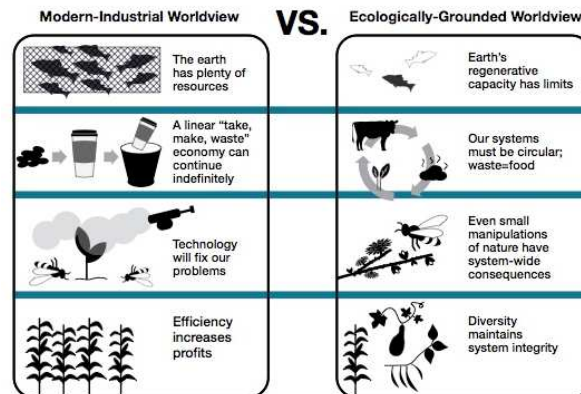 Modern-Industrial Worldview
VS.
Ecologically-Grounded Worldview
The earth
has plenty of
resources
Earth's
regenerative
capacity has limits
A linear “take,
make, waste”
economy can
continue
indefinitely
Our systems
must be circular;
waste=food
Technology
will fix our
problems
Even small
manipulations
of nature have
system-wide
consequences
Efficiency
increases
profits
Diversity
maintains
system integrity